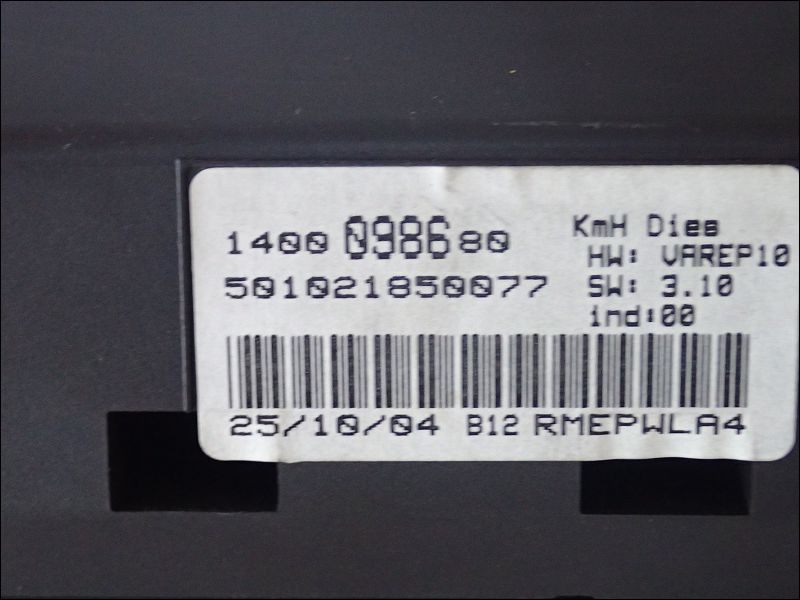 1400 0986 80
501021850077
KmH Dies
HW: VAREP10
SW: 3.10
ind:00
25/10/04 B12 RMEPWLA4